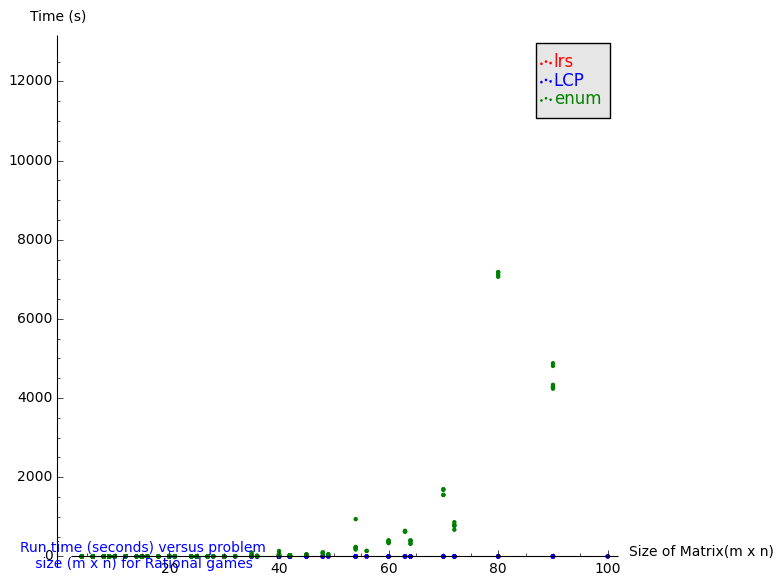 Time (s)
lrs
LCP
enum
12000
10000
8000
6000
4000
2000
0
Run time (seconds) versus problem
size (m x n) for Rational games
20
40
60
80
100
Size of Matrix(m x n)